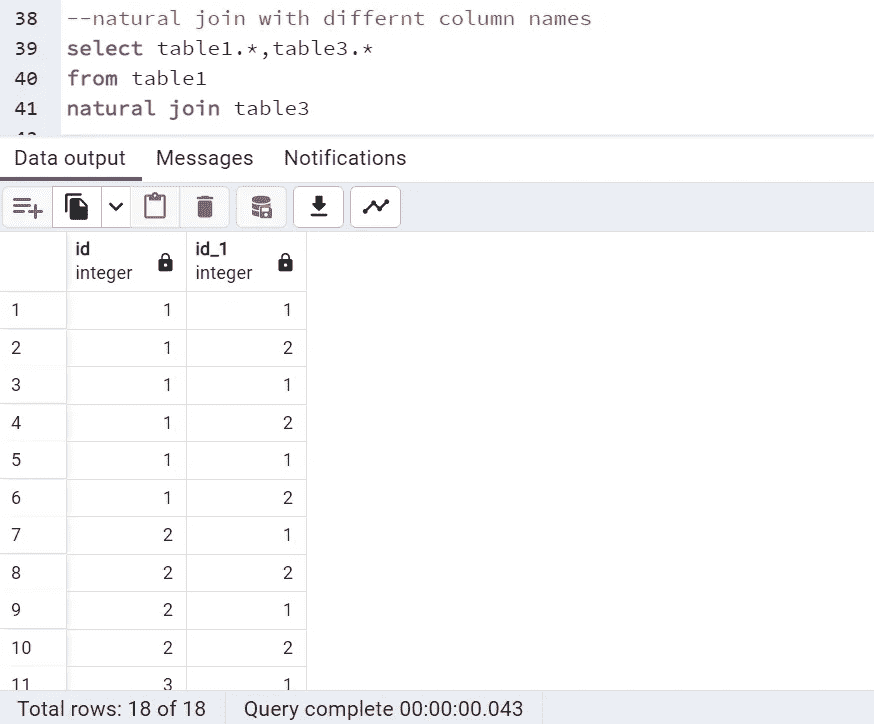 38 --natural join with differnt column names
39 select table1.*,table3.*
40 from table1
41 natural join table3
Data output Messages Notifications
id id_1
integer integer
1 1 1
2 1 2
3 1 1
4 1 2
5 1 1
6 1 2
7 2 1
8 2 2
9 2 1
10 2 2
11 3 1
Total rows: 18 of 18 Query complete 00:00:00.043